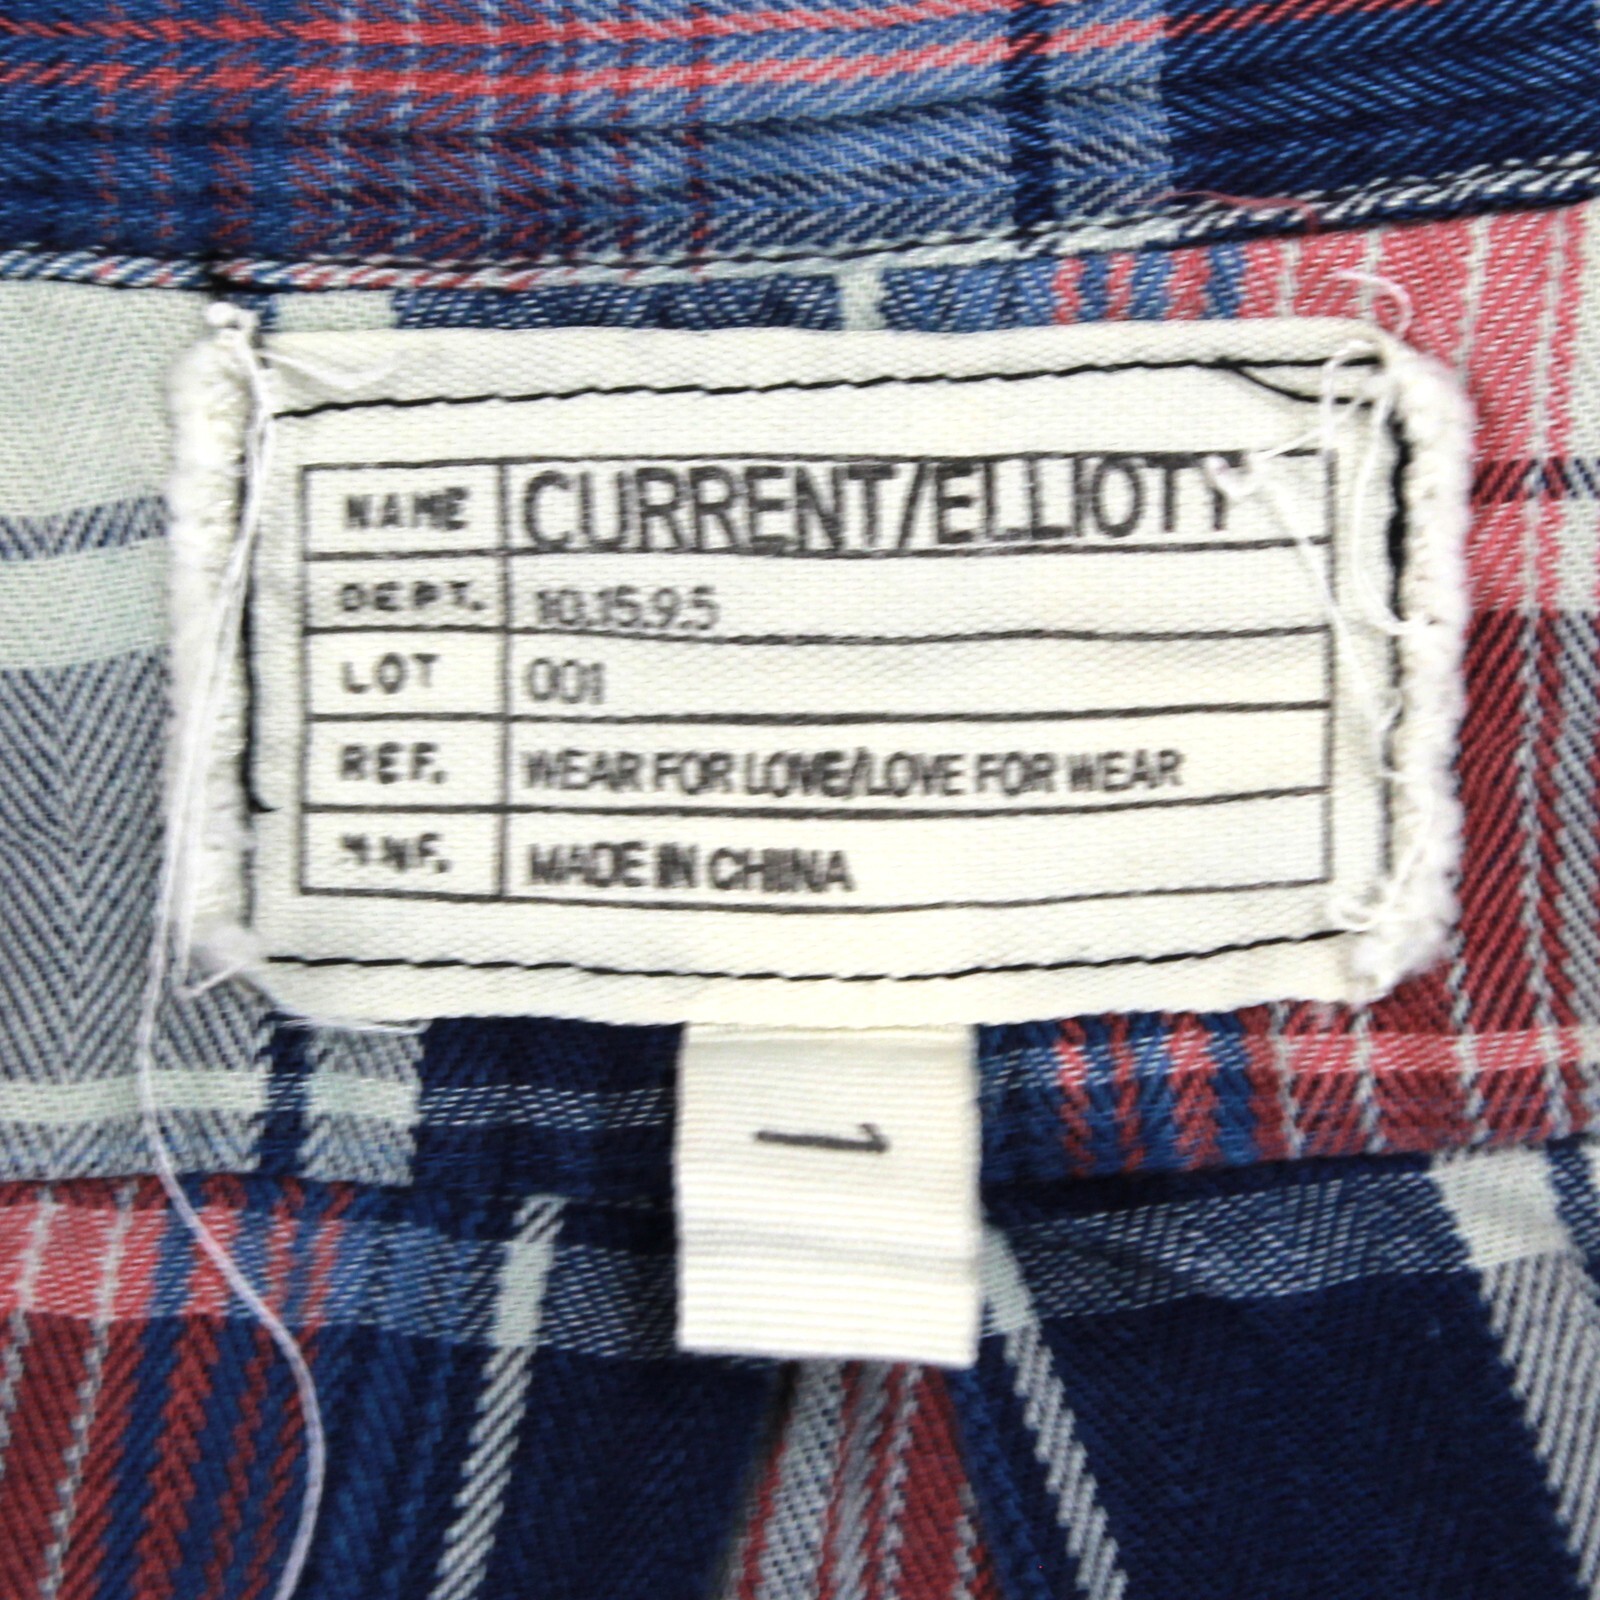 NAME CURRENT/ELLIOTT
DEPT. 10.15.9.5
LOT 001
REF. WEAR FOR LOVE/LOVE FOR WEAR
MNF. MADE IN CHINA
1